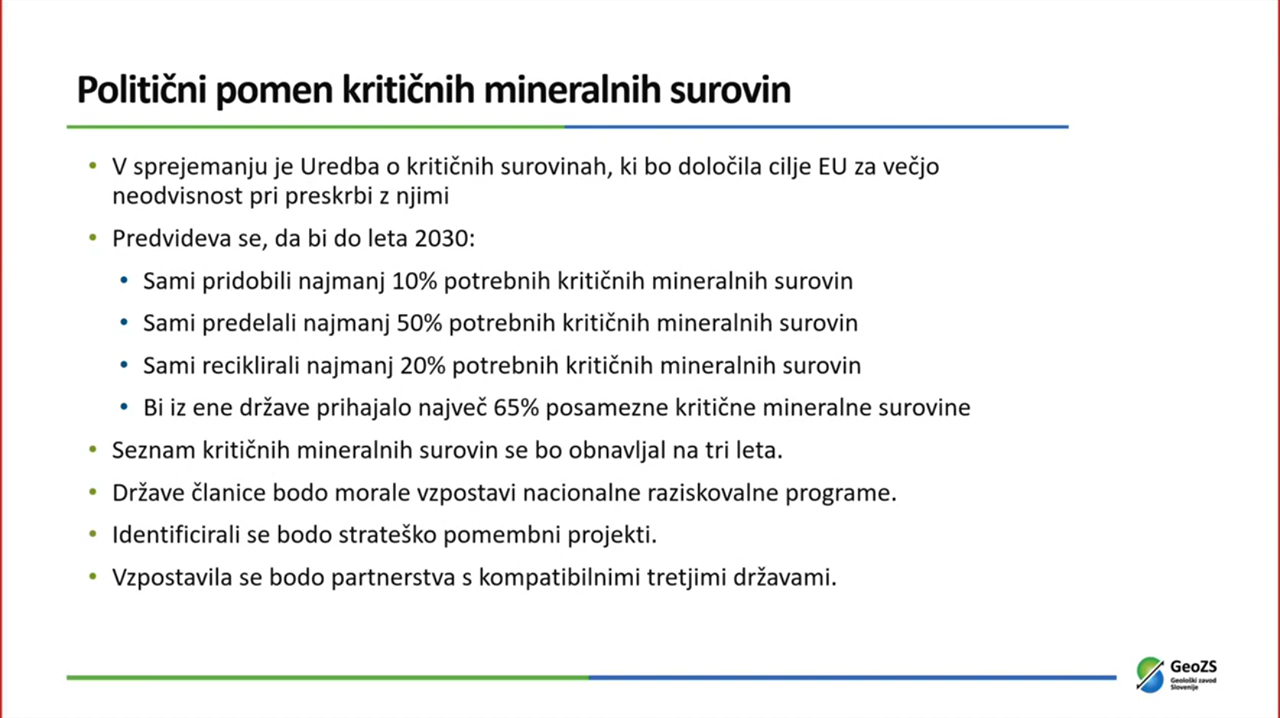 Politični pomen kritičnih mineralnih surovin
• V sprejemanju je Uredba o kritičnih surovinah, ki bo določila cilje EU za večjo
neodvisnost pri preskrbi z njimi
• Predvideva se, da bi do leta 2030:
• Sami pridobili najmanj 10% potrebnih kritičnih mineralnih surovin
• Sami predelali najmanj 50% potrebnih kritičnih mineralnih surovin
• Sami reciklirali najmanj 20% potrebnih kritičnih mineralnih surovin
• Bi iz ene države prihajalo največ 65% posamezne kritične mineralne surovine
• Seznam kritičnih mineralnih surovin se bo obnavljal na tri leta.
• Države članice bodo morale vzpostavi nacionalne raziskovalne programe.
• Identificirali se bodo strateško pomembni projekti.
• Vzpostavila se bodo partnerstva s kompatibilnimi tretjimi državami.
GeoZS
Geološki zavod
Slovenije